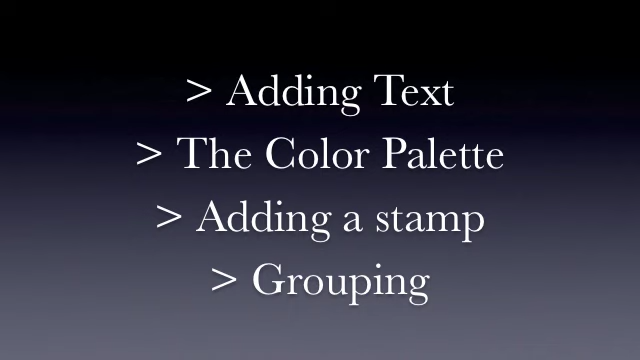 > Adding Text
> The Color Palette
> Adding a stamp
> Grouping